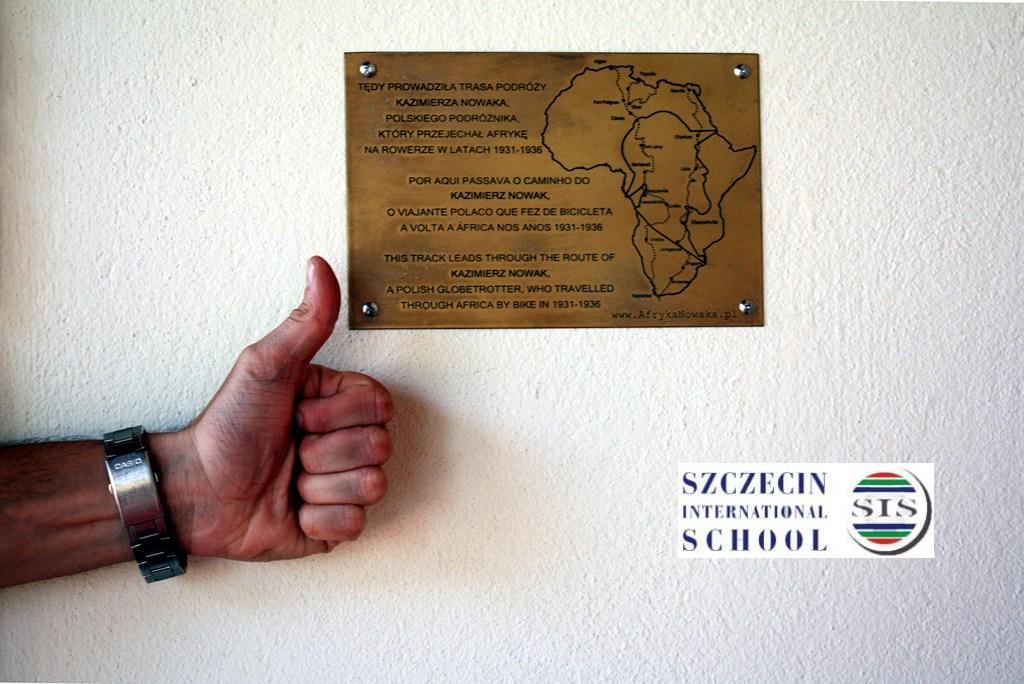 TĘDY PROWADZIŁA TRASA PODRÓŻY
KAZIMIERZA NOWAKA,
POLSKIEGO PODRÓŻNIKA,
KTÓRY PRZEJECHAŁ AFRYKĘ
NA ROWERZE W LATACH 1931-1936
POR AQUI PASSAVA O CAMINHO DO
KAZIMIERZ NOWAK,
O VIAJANTE POLACO QUE FEZ DE BICICLETA
A VOLTA A ÁFRICA NOS ANOS 1931-1936
THIS TRACK LEADS THROUGH THE ROUTE OF
KAZIMIERZ NOWAK,
A POLISH GLOBETROTTER, WHO TRAVELLED
THROUGH AFRICA BY BIKE IN 1931-1936
www.AfrykaNowaka.pl
CASIO
SZCZECIN
INTERNATIONAL
SCHOOL
SIS